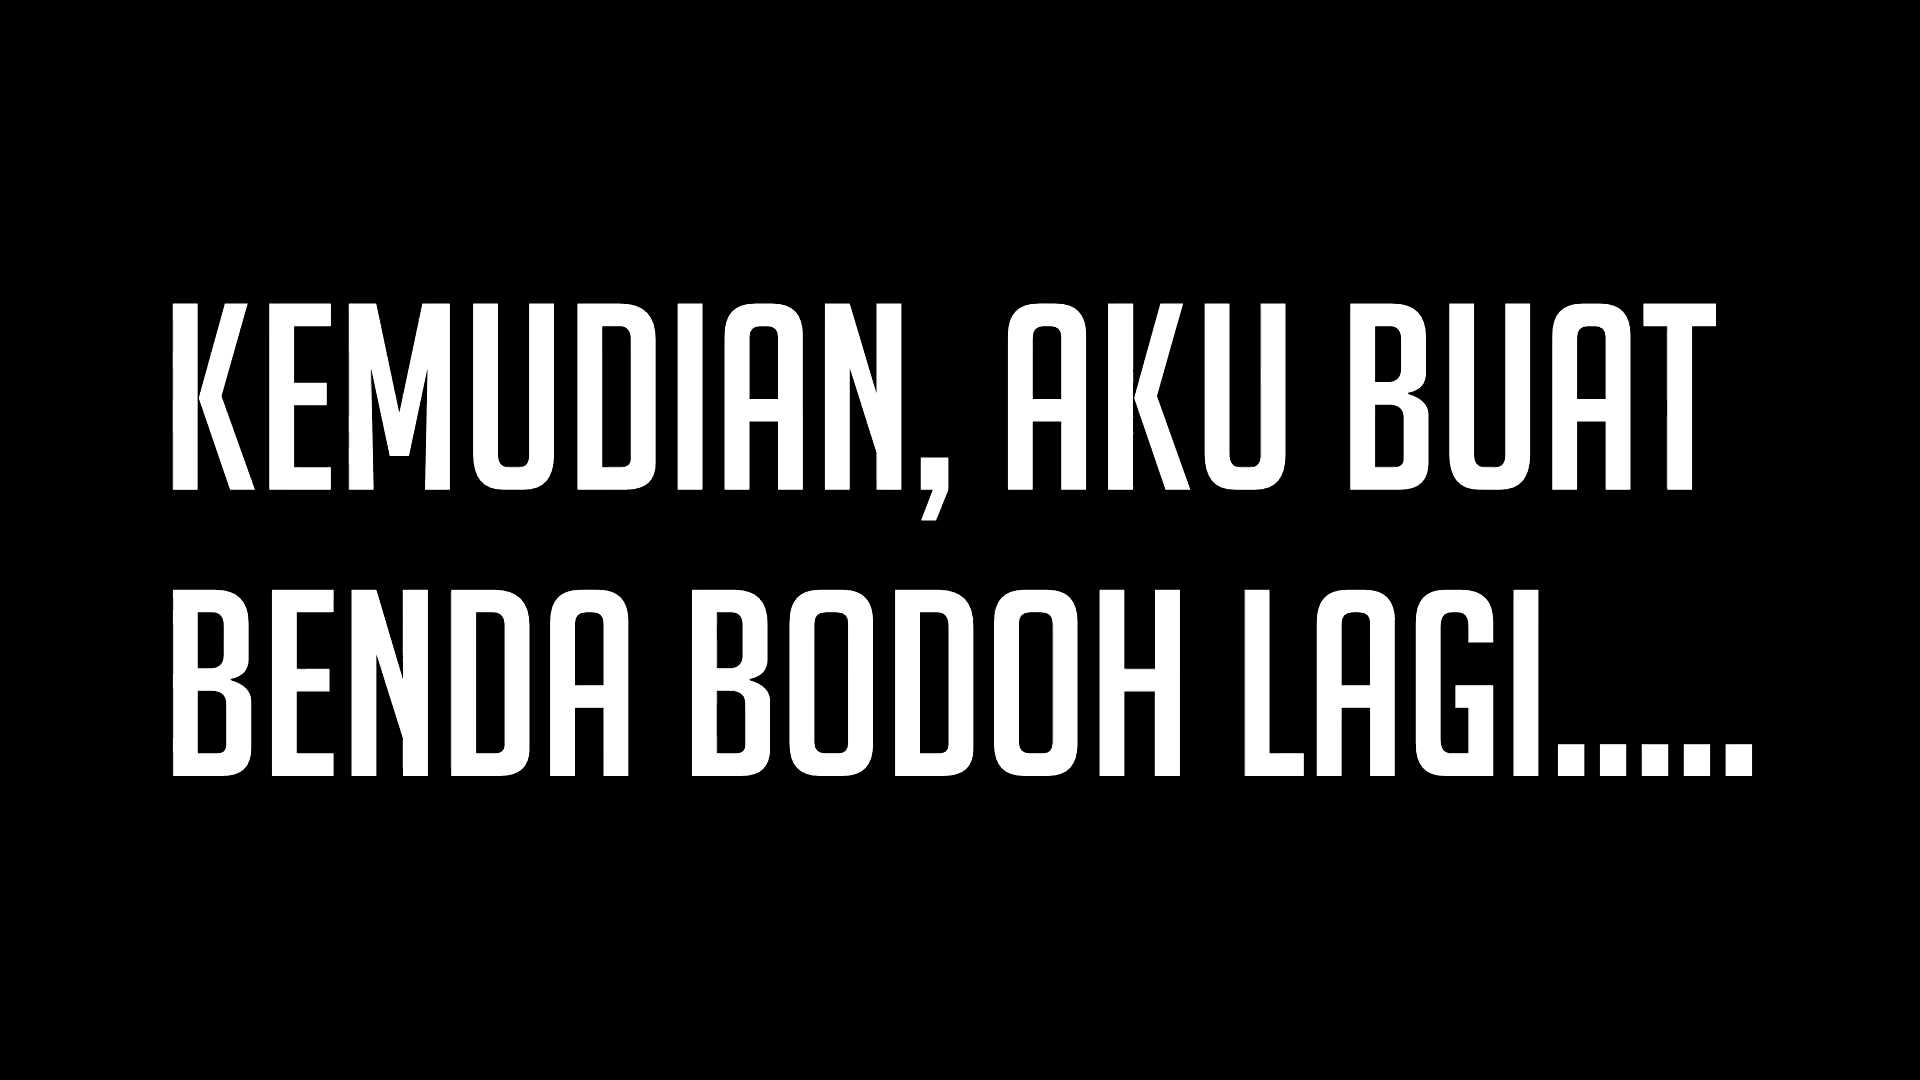 KEMUDIAN, AKU BUAT
BENDA BODOH LAGI.....